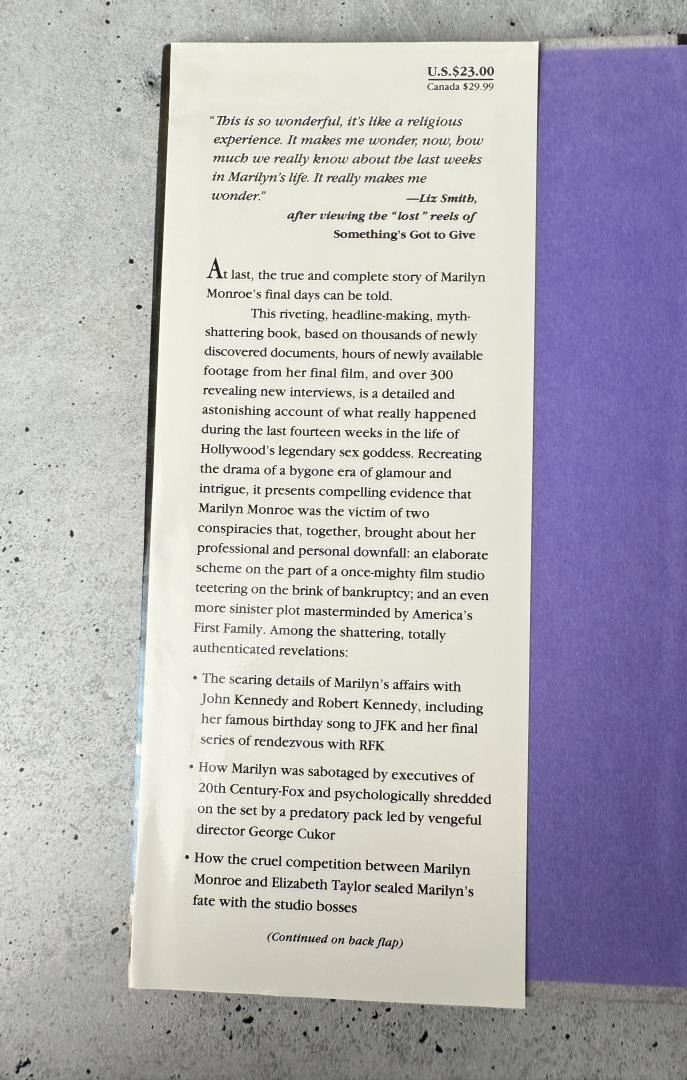 U.S.$23.00
Canada $29.99
"This is so wonderful, it's like a religious
experience. It makes me wonder, now, how
much we really know about the last weeks
in Marilyn's life. It really makes me
wonder." —Liz Smith,
after viewing the "lost" reels of
Something's Got to Give
At last, the true and complete story of Marilyn
Monroe's final days can be told.
This riveting, headline-making, myth-
shattering book, based on thousands of newly
discovered documents, hours of newly available
footage from her final film, and over 300
revealing new interviews, is a detailed and
astonishing account of what really happened
during the last fourteen weeks in the life of
Hollywood's legendary sex goddess. Recreating
the drama of a bygone era of glamour and
intrigue, it presents compelling evidence that
Marilyn Monroe was the victim of two
conspiracies that, together, brought about her
professional and personal downfall: an elaborate
scheme on the part of a once-mighty film studio
teetering on the brink of bankruptcy; and an even
more sinister plot masterminded by America's
First Family. Among the shattering, totally
authenticated revelations:
• The searing details of Marilyn's affairs with
John Kennedy and Robert Kennedy, including
her famous birthday song to JFK and her final
series of rendezvous with RFK
• How Marilyn was sabotaged by executives of
20th Century-Fox and psychologically shredded
on the set by a predatory pack led by vengeful
director George Cukor
• How the cruel competition between Marilyn
Monroe and Elizabeth Taylor sealed Marilyn's
fate with the studio bosses
(Continued on back flap)